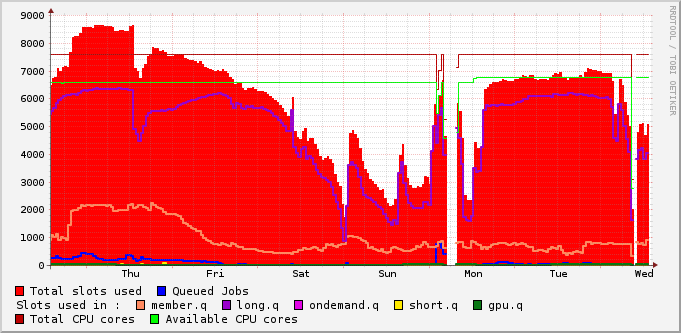 9000
8000
7000
6000
5000
4000
3000
2000
1000
0
Thu Fri Sat Sun Mon Tue Wed
RRDTOOL / TOBI OETIKER
Total slots used Queued Jobs
Slots used in : member.q long.q ondemand.q short.q gpu.q
Total CPU cores Available CPU cores